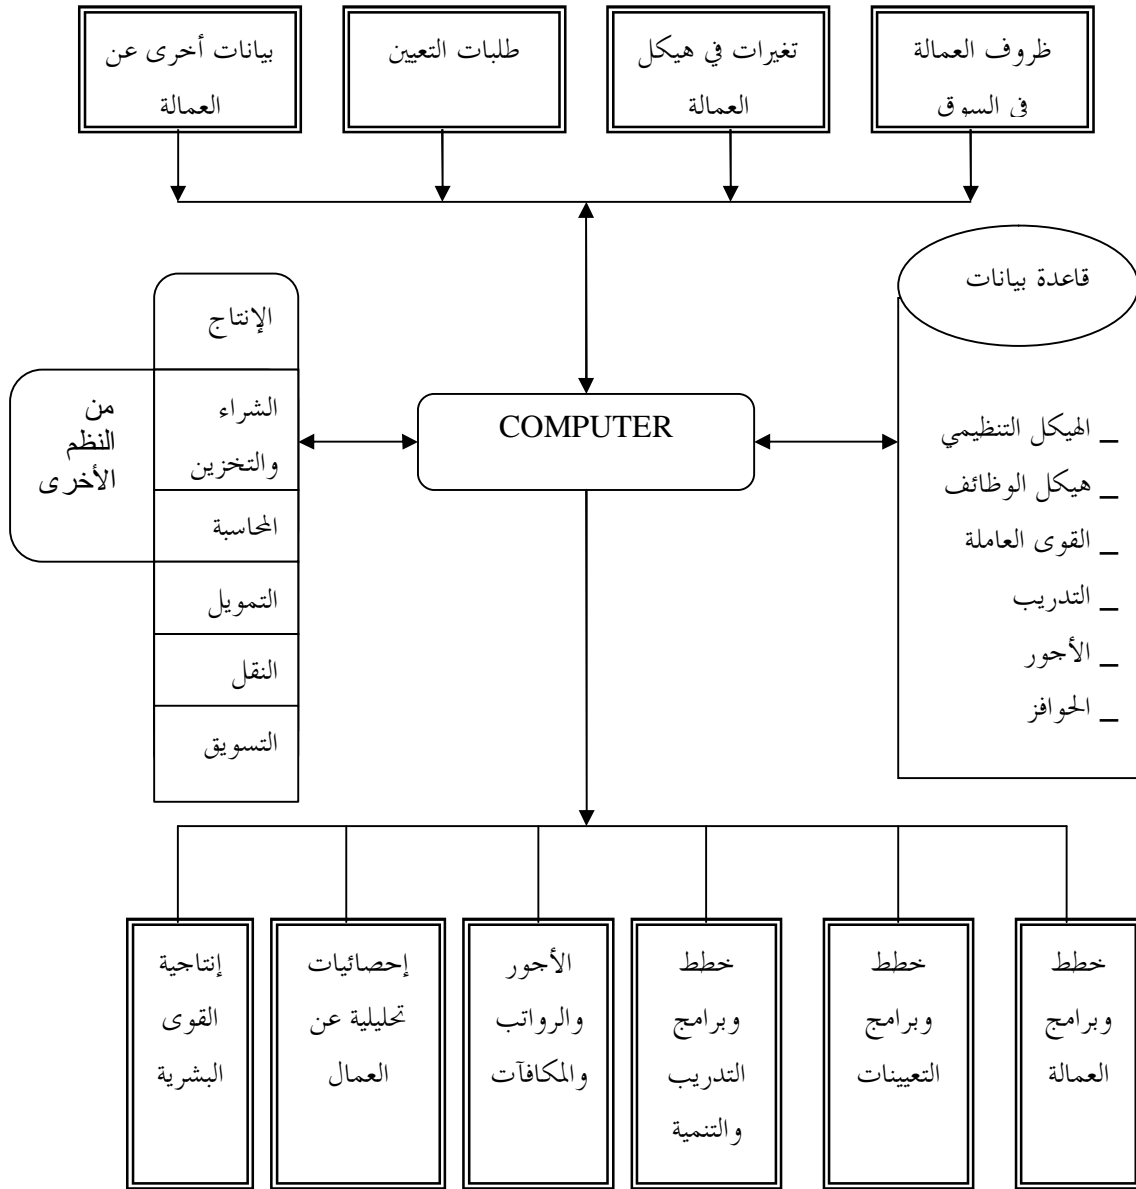 ظروف العمالة
في السوق
تغيرات في هيكل
العمالة
طلبات التعيين
بيانات أخرى عن
العمالة
قاعدة بيانات
_ الهيكل التنظيمي
_ هيكل الوظائف
_ القوى العاملة
_ التدريب
_ الأجور
_ الحوافز
COMPUTER
الإنتاج
الشراء
والتخزين
المحاسبة
التمويل
النقل
التسويق
من
النظم
الأخرى
خطط
وبرامج
العمالة
خطط
وبرامج
التعيينات
خطط
وبرامج
التدريب
والتنمية
الأجور
والرواتب
والمكافآت
إحصائيات
تحليلية عن
العمال
إنتاجية
القوى
البشرية